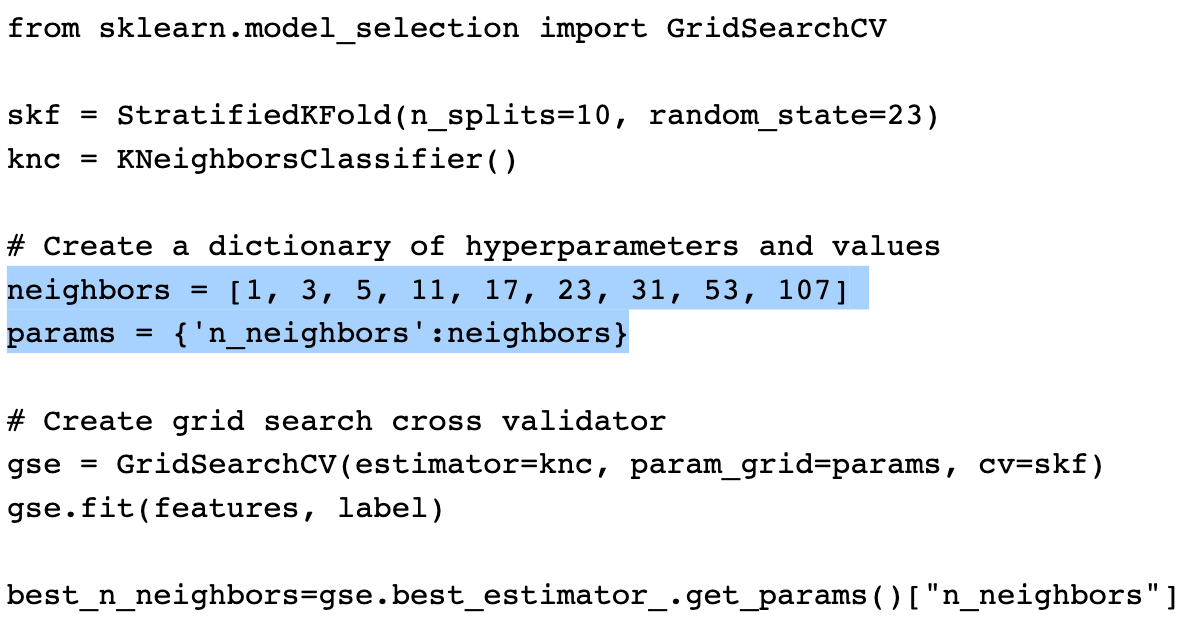 from sklearn.model_selection import GridSearchCV
skf = StratifiedKFold(n_splits=10, random_state=23)
knc = KNeighborsClassifier()
# Create a dictionary of hyperparameters and values
neighbors = [1, 3, 5, 11, 17, 23, 31, 53, 107]
params = {'n_neighbors':neighbors}
# Create grid search cross validator
gse = GridSearchCV(estimator=knc, param_grid=params, cv=skf)
gse.fit(features, label)
best_n_neighbors=gse.best_estimator_.get_params()["n_neighbors"]